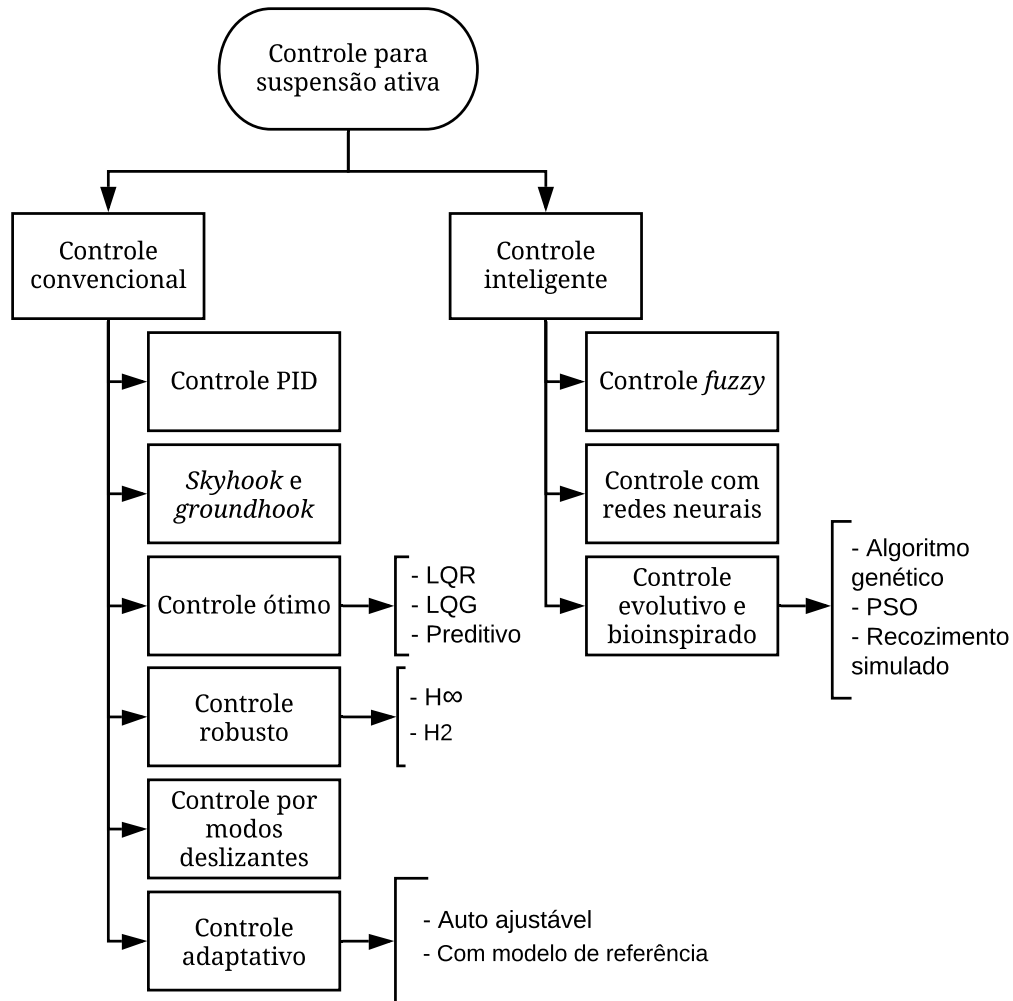 Controle para
suspensão ativa
Controle
convencional
Controle PID
Skyhook e
groundhook
Controle ótimo
- LQR
- LQG
- Preditivo
Controle
robusto
- H∞
- H2
Controle por
modos
deslizantes
Controle
adaptativo
- Auto ajustável
- Com modelo de referência
Controle
inteligente
Controle fuzzy
Controle com
redes neurais
Controle
evolutivo e
bioinspirado
- Algoritmo
genético
- PSO
- Recozimento
simulado